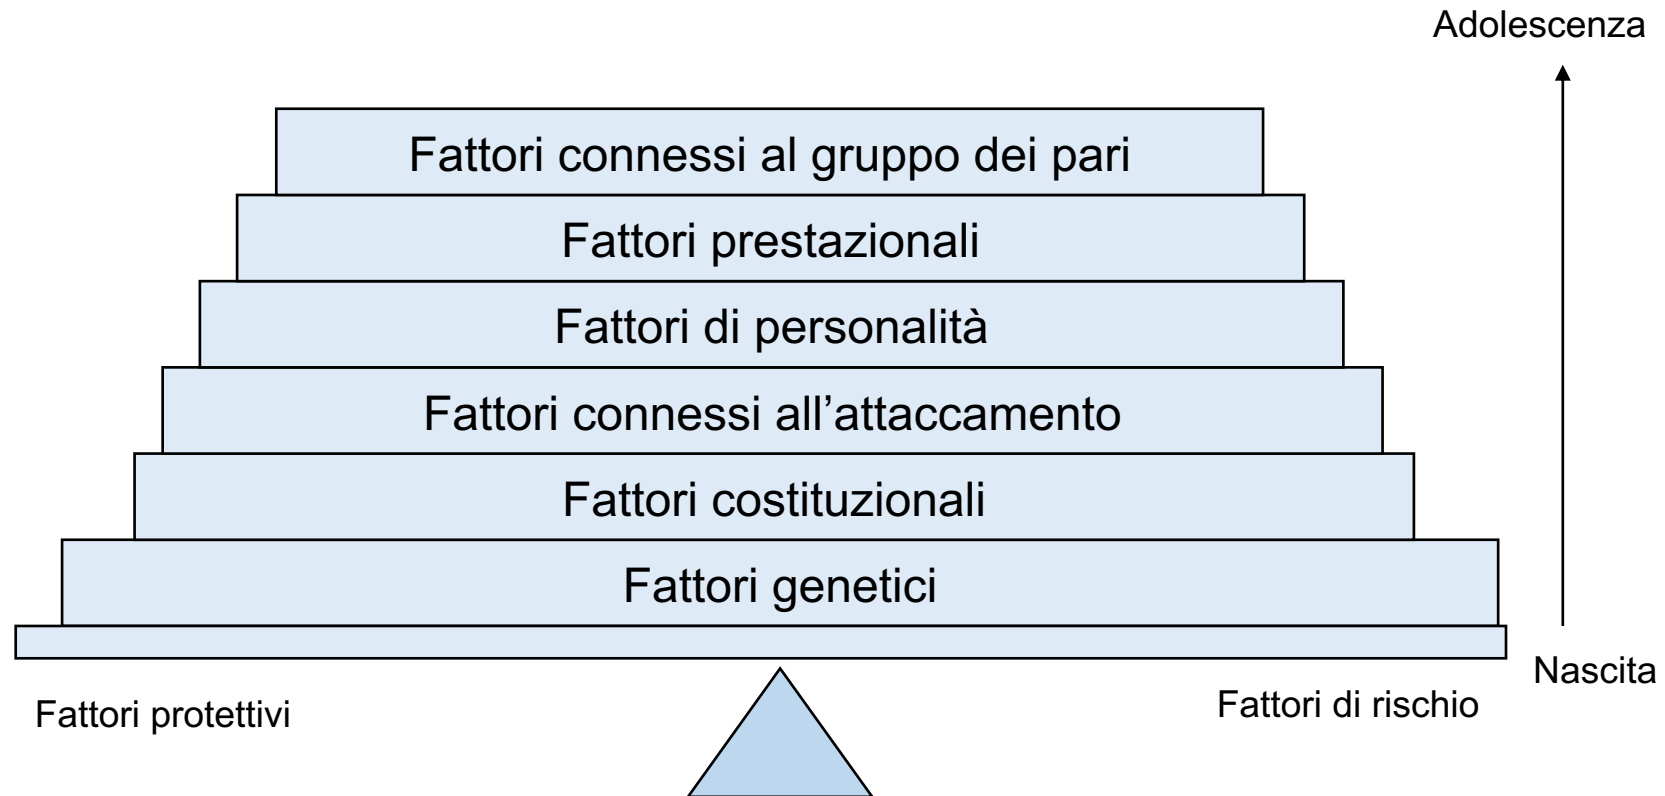 Adolescenza
Fattori connessi al gruppo dei pari
Fattori prestazionali
Fattori di personalità
Fattori connessi all’attaccamento
Fattori costituzionali
Fattori genetici
Nascita
Fattori protettivi
Fattori di rischio